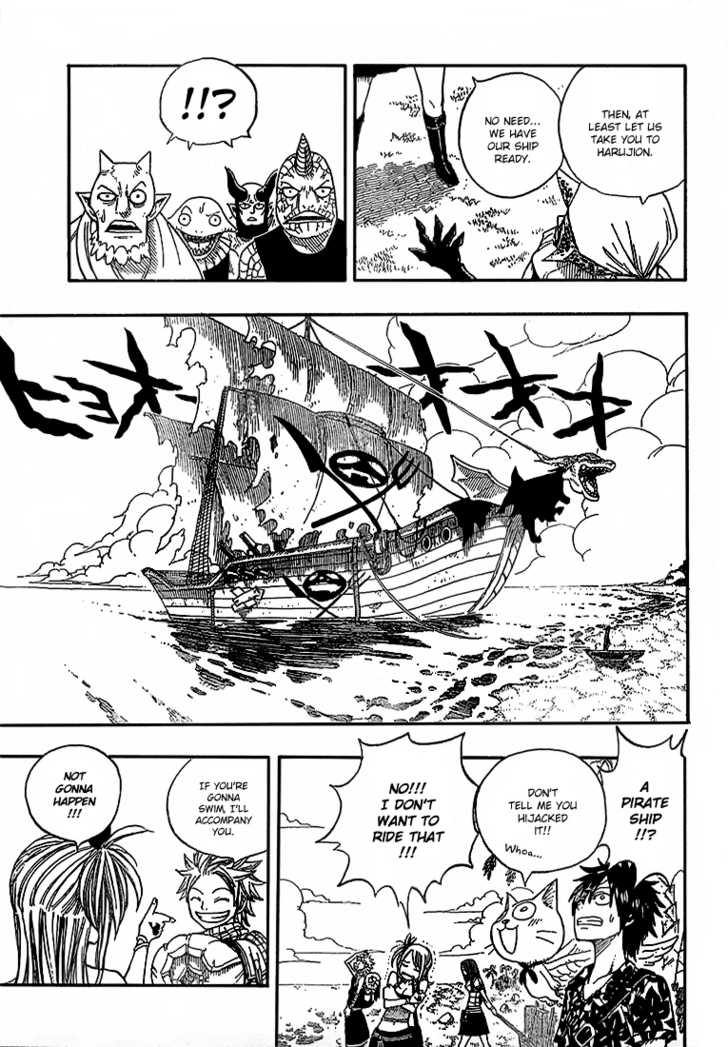 THEN, AT
LEAST LET US
TAKE YOU TO
HARUJION.
NO NEED...
WE HAVE
OUR SHIP
READY.
!!?
A
PIRATE
SHIP
!!?
DON'T
TELL ME YOU
HIJACKED
IT!!
Whoa...
NO!!!
I DON'T
WANT TO
RIDE THAT
!!!
IF YOU'RE
GONNA
SWIM, I'LL
ACCOMPANY
YOU.
NOT
GONNA
HAPPEN
!!!